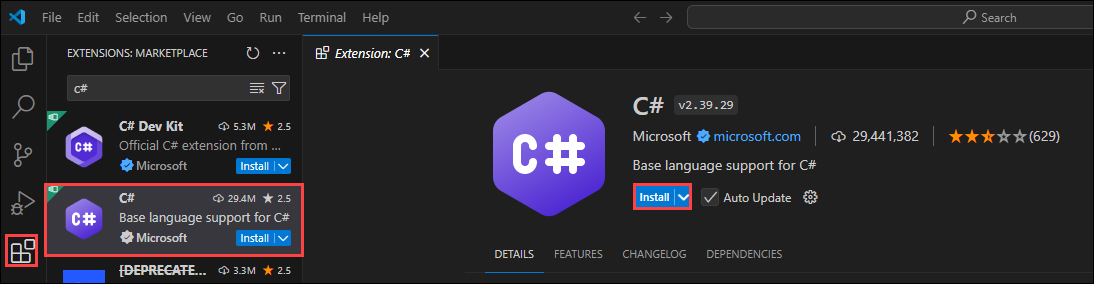 File Edit Selection View Go Run Terminal Help
Search
EXTENSIONS: MARKETPLACE
c#
C# Dev Kit 5.3M 2.5
Official C# extension from ...
Microsoft Install
C# 29.4M 2.5
Base language support for C#
Microsoft Install
[DEPRECATE... 3.3M 2.5
Extension: C#
C#
C# v2.39.29
Microsoft microsoft.com 29,441,382 (629)
Base language support for C#
Install Auto Update
DETAILS FEATURES CHANGELOG DEPENDENCIES